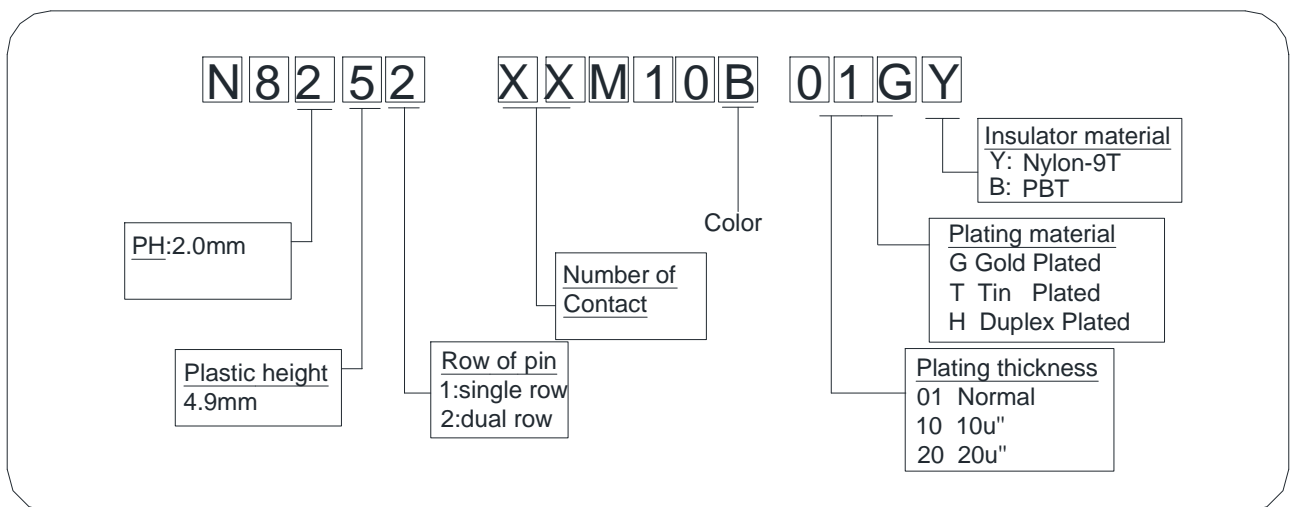 N8252 XXM10B 01GY
Insulator material
Y: Nylon-9T
B: PBT
Color
PH:2.0mm
Plating material
G Gold Plated
T Tin Plated
H Duplex Plated
Number of
Contact
Plastic height
4.9mm
Row of pin
1:single row
2:dual row
Plating thickness
01 Normal
10 10u"
20 20u"